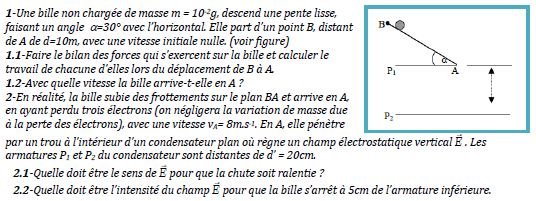 1-Une bille non chargée de masse m = 10⁻²g, descend une pente lisse,
faisant un angle α=30° avec l'horizontal. Elle part d'un point B, distant
de A de d=10m, avec une vitesse initiale nulle. (voir figure)
1.1-Faire le bilan des forces qui s'exercent sur la bille et calculer le
travail de chacune d'elles lors du déplacement de B à A.
1.2-Avec quelle vitesse la bille arrive-t-elle en A ?
2-En réalité, la bille subie des frottements sur le plan BA et arrive en A,
en ayant perdu trois électrons (on négligera la variation de masse due
à la perte des électrons), avec une vitesse vA= 8m.s⁻¹. En A, elle pénètre
par un trou à l'intérieur d'un condensateur plan où règne un champ électrostatique vertical E⃗ . Les
armatures P₁ et P₂ du condensateur sont distantes de d' = 20cm.
2.1-Quelle doit être le sens de E⃗ pour que la chute soit ralentie ?
2.2-Quelle doit être l'intensité du champ E⃗ pour que la bille s'arrêt à 5cm de l'armature inférieure.
B
α
P₁
A
P₂